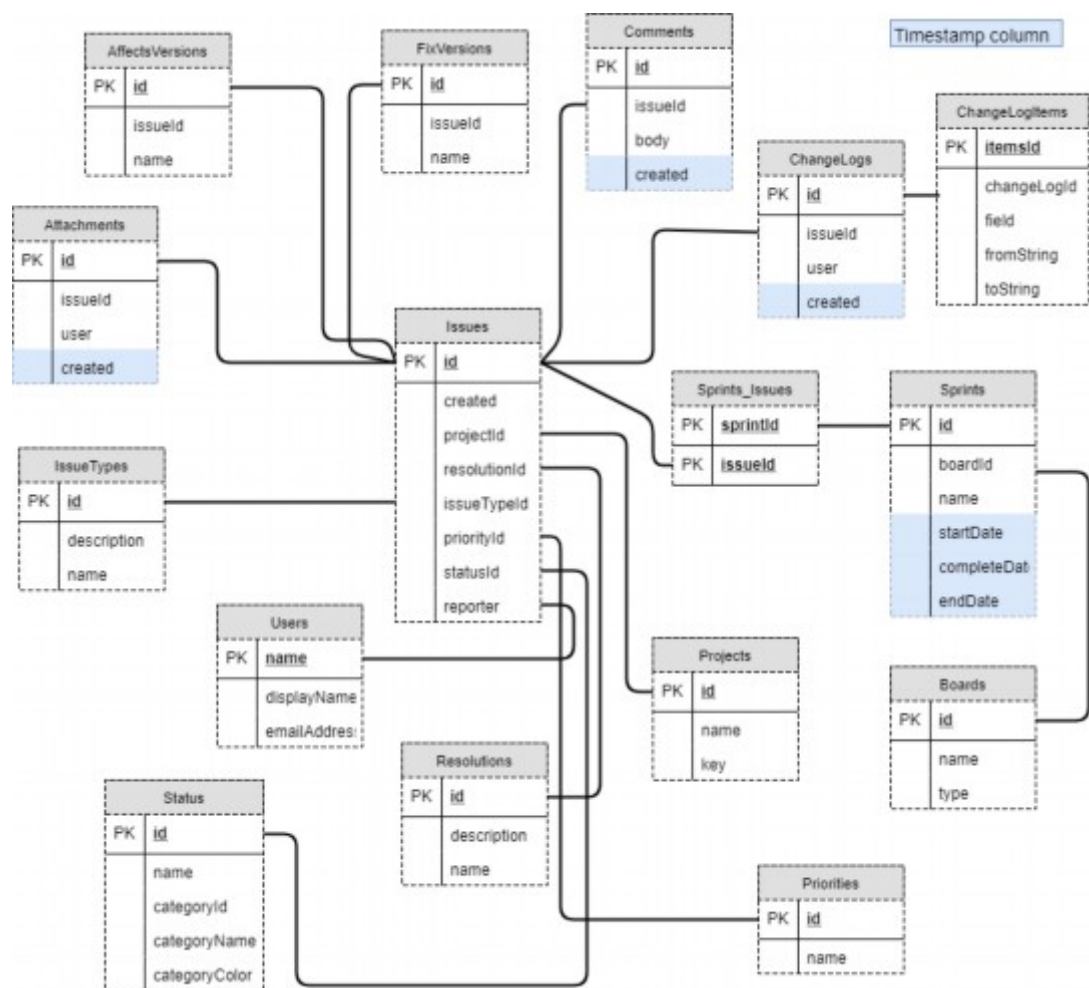 Timestamp column
AffectsVersions
PK id
issueId
name
FixVersions
PK id
issueId
name
Comments
PK id
issueId
body
created
ChangeLogs
PK id
issueId
user
created
ChangeLogItems
PK itemsId
changeLogId
field
fromString
toString
Attachments
PK id
issueId
user
created
Issues
PK id
created
projectId
resolutionId
issueTypeId
priorityId
statusId
reporter
Sprints_Issues
PK sprintId
PK issueId
Sprints
PK id
boardId
name
startDate
completeDat
endDate
IssueTypes
PK id
description
name
Users
PK name
displayName
emailAddres
Projects
PK id
name
key
Boards
PK id
name
type
Resolutions
PK id
description
name
Status
PK id
name
categoryId
categoryName
categoryColor
Priorities
PK id
name